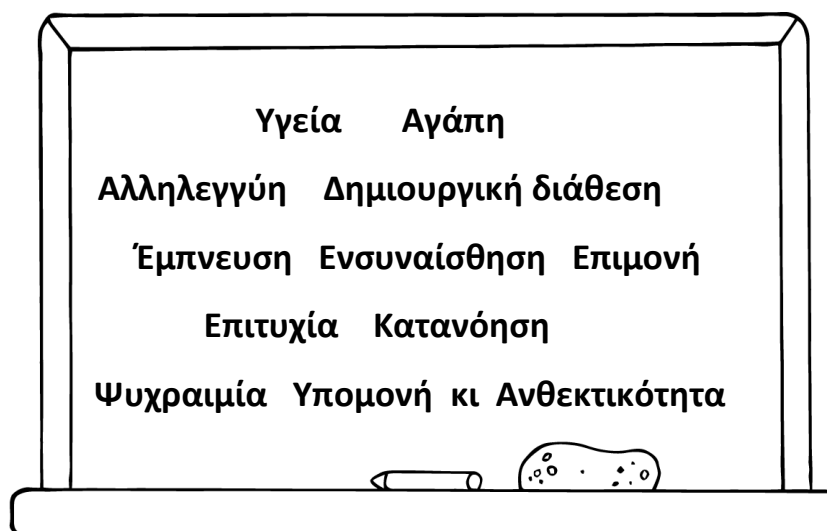 Υγεία Αγάπη
Αλληλεγγύη Δημιουργική διάθεση
Έμπνευση Ενσυναίσθηση Επιμονή
Επιτυχία Κατανόηση
Ψυχραιμία Υπομονή κι Ανθεκτικότητα